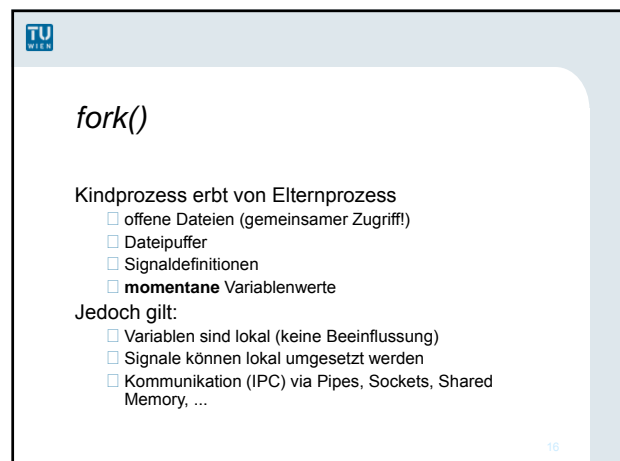 TU
WIEN
fork()
Kindprozess erbt von Elternprozess
offene Dateien (gemeinsamer Zugriff!)
Dateipuffer
Signaldefinitionen
momentane Variablenwerte
Jedoch gilt:
Variablen sind lokal (keine Beeinflussung)
Signale können lokal umgesetzt werden
Kommunikation (IPC) via Pipes, Sockets, Shared
Memory, ...
16